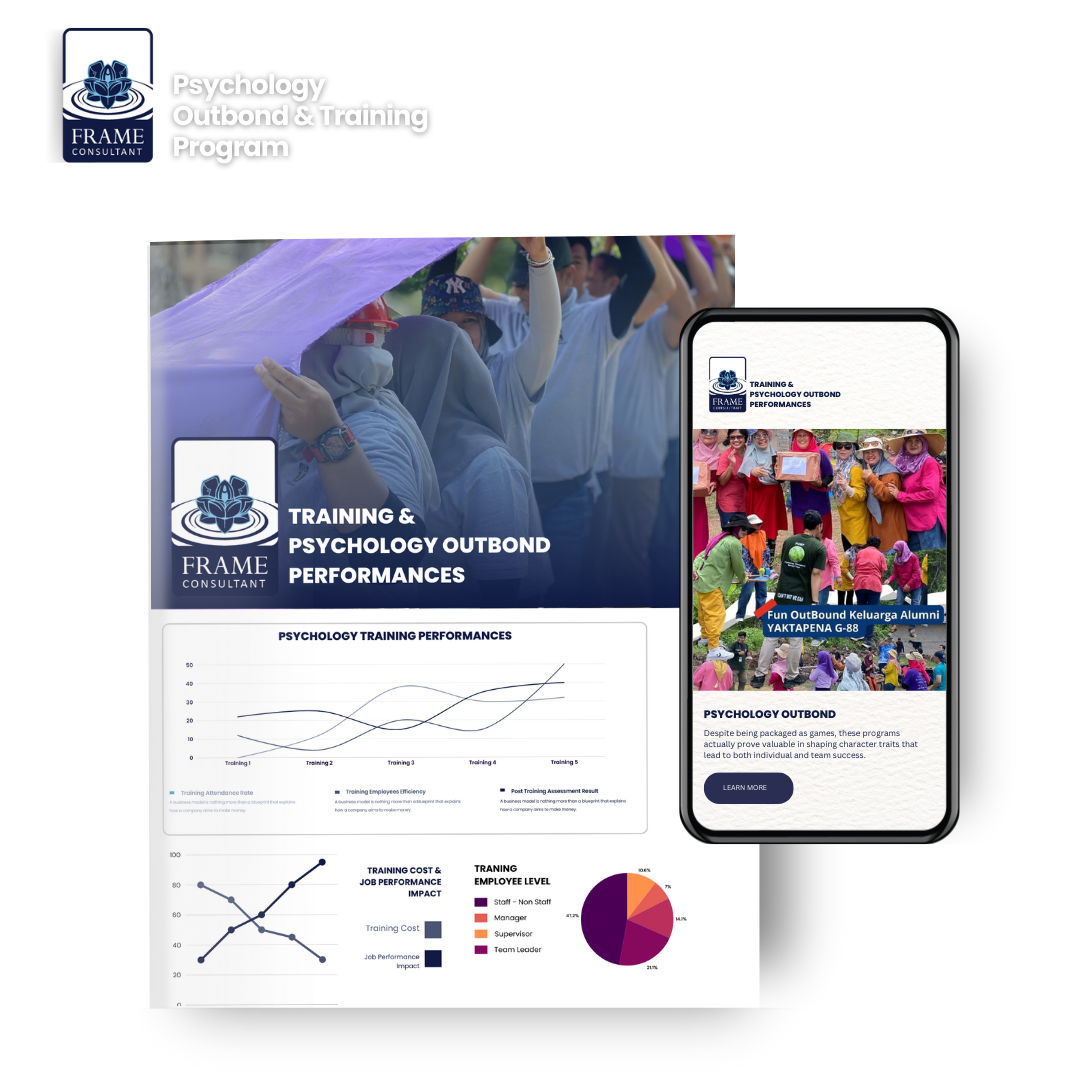 FRAME
CONSULTANT
Psychology
Outbond & Training
Program
FRAME
CONSULTANT
TRAINING &
PSYCHOLOGY OUTBOND
PERFORMANCES
PSYCHOLOGY TRAINING PERFORMANCES
50
40
30
20
10
0
Training 1
Training 2
Training 3
Training 4
Training 5
Training Attendance Rate
A business model is nothing more than a blueprint that explains
how a company aims to make money.
Training Employees Efficiency
A business model is nothing more than a blueprint that explains
how a company aims to make money.
Post Training Assessment Result
A business model is nothing more than a blueprint that explains
how a company aims to make money.
100
80
60
40
20
0
TRAINING COST &
JOB PERFORMANCE
IMPACT
Training Cost
Job Performance
Impact
TRANING
EMPLOYEE LEVEL
Staff - Non Staff
Manager
Supervisor
Team Leader
10.6%
7%
14.1%
21.1%
47.2%
FRAME
CONSULTANT
TRAINING &
PSYCHOLOGY OUTBOND
PERFORMANCES
Fun OutBound Keluarga Alumni
YAKTAPENA G-88
PSYCHOLOGY OUTBOND
Despite being packaged as games, these programs
actually prove valuable in shaping character traits that
lead to both individual and team success.
LEARN MORE